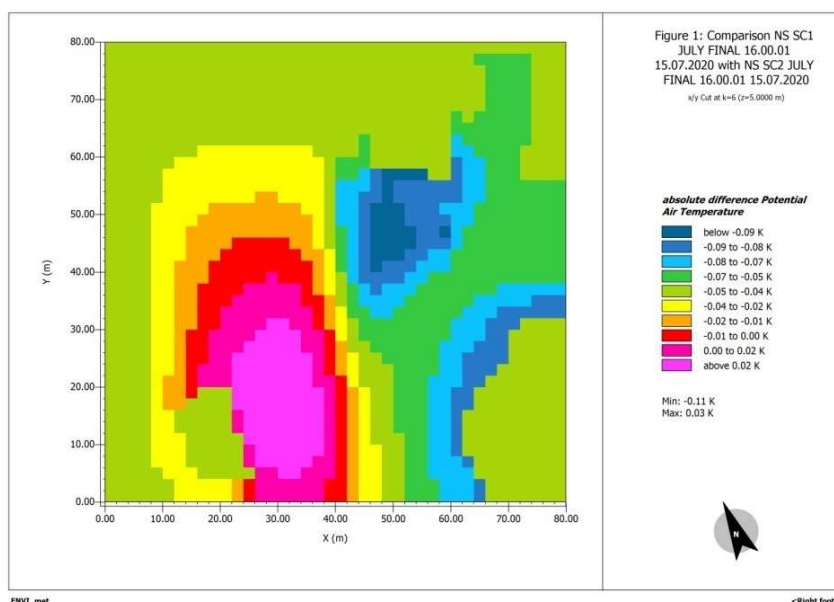 Figure 1: Comparison NS SC1
JULY FINAL 16.00.01
15.07.2020 with NS SC2 JULY
FINAL 16.00.01 15.07.2020
x/y Cut at k=6 (z=5.0000 m)
absolute difference Potential
Air Temperature
below -0.09 K
-0.09 to -0.08 K
-0.08 to -0.07 K
-0.07 to -0.05 K
-0.05 to -0.04 K
-0.04 to -0.02 K
-0.02 to -0.01 K
-0.01 to 0.00 K
0.00 to 0.02 K
above 0.02 K
Min: -0.11 K
Max: 0.03 K
N
80.00
70.00
60.00
50.00
40.00
30.00
20.00
10.00
0.00
Y (m)
0.00 10.00 20.00 30.00 40.00 50.00 60.00 70.00 80.00
X (m)
ENVI_met